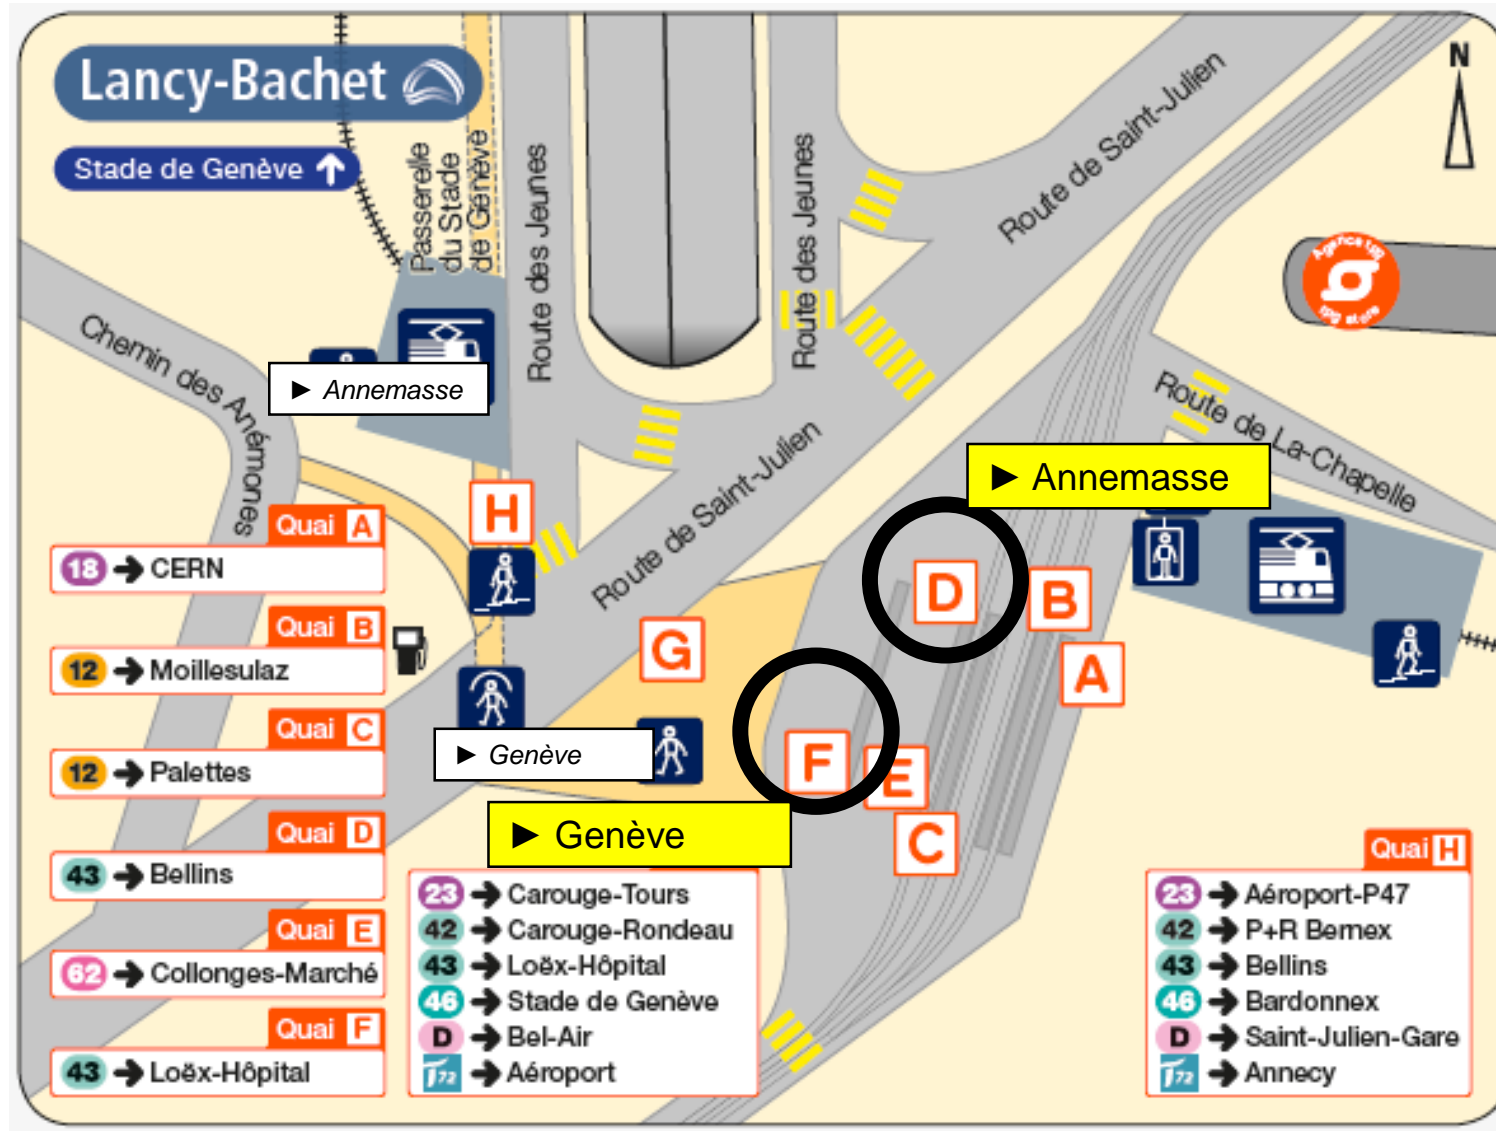 Lancy-Bachet
Stade de Genève ↑
N
Passerelle
du Stade
de Genève
Route des Jeunes
Route des Jeunes
Route de Saint-Julien
Agence tpg
tpg store
Chemin des Anémones
► Annemasse
Route de Saint-Julien
Route de La-Chapelle
► Annemasse
H
D
B
G
A
F
E
C
► Genève
► Genève
Quai A
18 → CERN
Quai B
12 → Moillesulaz
Quai C
12 → Palettes
Quai D
43 → Bellins
Quai E
62 → Collonges-Marché
Quai F
43 → Loëx-Hôpital
23 → Carouge-Tours
42 → Carouge-Rondeau
43 → Loëx-Hôpital
46 → Stade de Genève
D → Bel-Air
T72 → Aéroport
Quai H
23 → Aéroport-P47
42 → P+R Bernex
43 → Bellins
46 → Bardonnex
D → Saint-Julien-Gare
T72 → Annecy